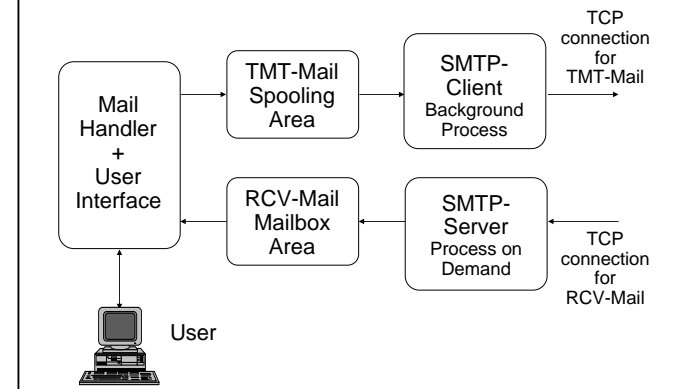 Mail
Handler
+
User
Interface
TMT-Mail
Spooling
Area
SMTP-
Client
Background
Process
TCP
connection
for
TMT-Mail
RCV-Mail
Mailbox
Area
SMTP-
Server
Process on
Demand
TCP
connection
for
RCV-Mail
User